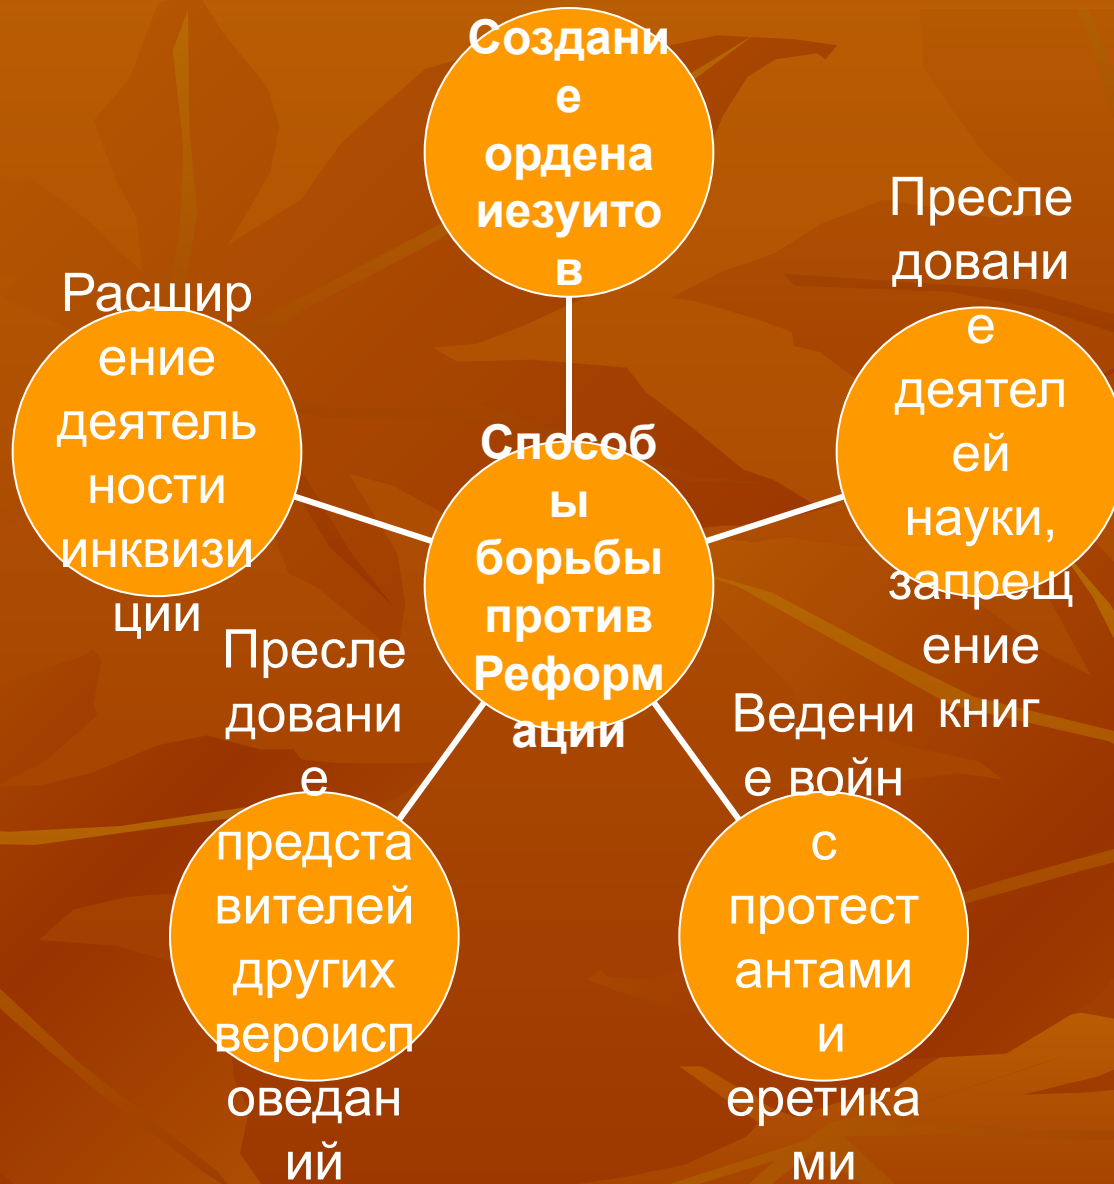 Создани
е
ордена
иезуито
в
Пресле
довани
е
деятел
ей
науки,
запрещ
ение
книг
Расшир
ение
деятель
ности
инквизи
ции
Способ
ы
борьбы
против
Реформ
ации
Пресле
довани
е
предста
вителей
других
вероисп
оведан
ий
Ведени
е войн
с
протест
антами
и
еретика
ми